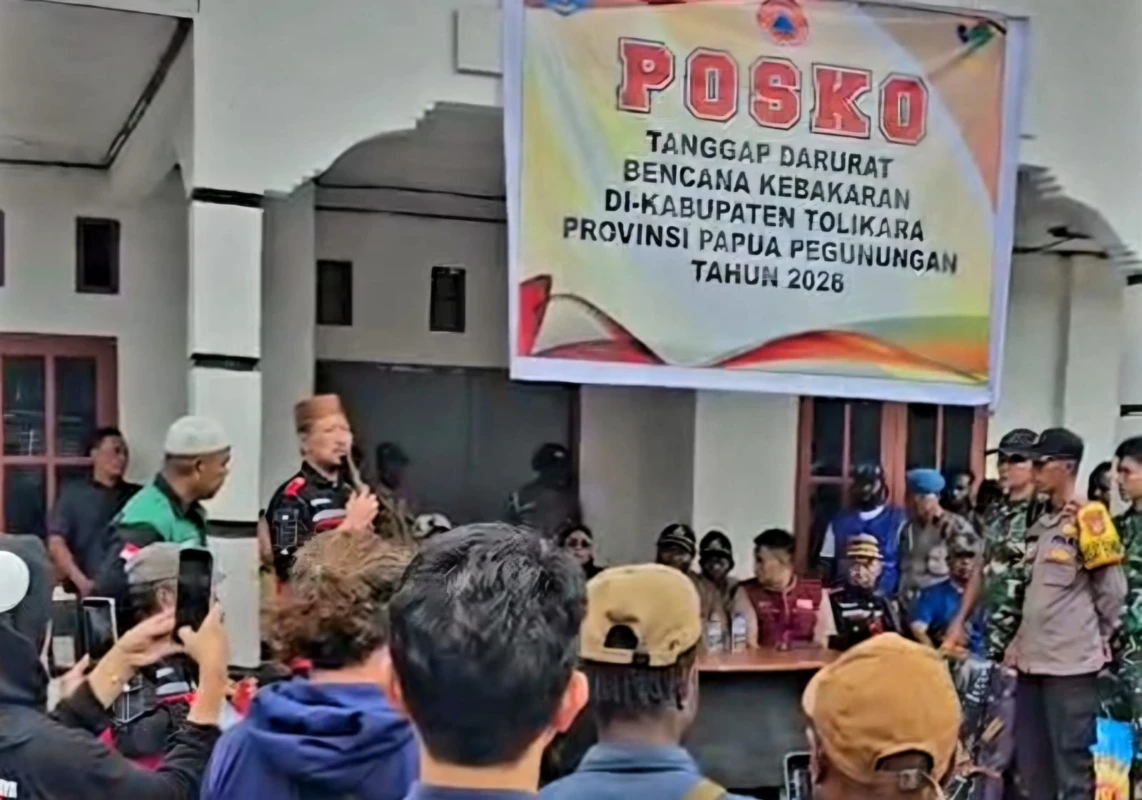 POSKO
TANGGAP DARURAT
BENCANA KEBAKARAN
DI-KABUPATEN TOLIKARA
PROVINSI PAPUA PEGUNUNGAN
TAHUN 2026